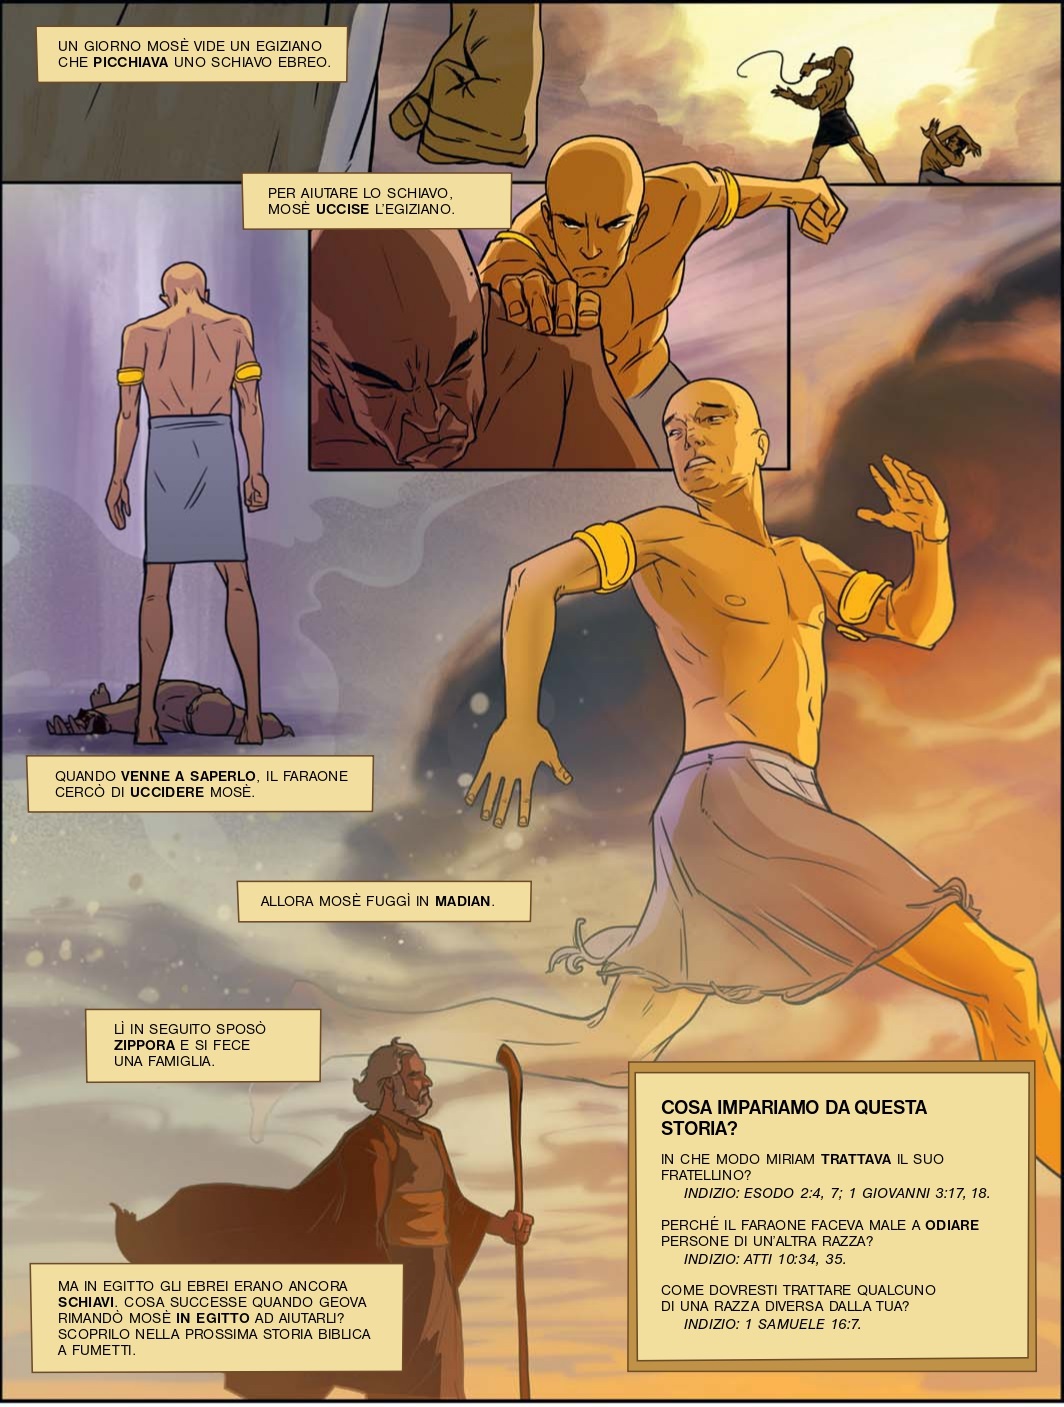 UN GIORNO MOSÈ VIDE UN EGIZIANO
CHE PICCHIAVA UNO SCHIAVO EBREO.
PER AIUTARE LO SCHIAVO,
MOSÈ UCCISE L'EGIZIANO.
QUANDO VENNE A SAPERLO, IL FARAONE
CERCÒ DI UCCIDERE MOSÈ.
ALLORA MOSÈ FUGGÌ IN MADIAN.
LÌ IN SEGUITO SPOSÒ
ZIPPORA E SI FECE
UNA FAMIGLIA.
MA IN EGITTO GLI EBREI ERANO ANCORA
SCHIAVI. COSA SUCCESSE QUANDO GEOVA
RIMANDÒ MOSÈ IN EGITTO AD AIUTARLI?
SCOPRILO NELLA PROSSIMA STORIA BIBLICA
A FUMETTI.
COSA IMPARIAMO DA QUESTA
STORIA?
IN CHE MODO MIRIAM TRATTAVA IL SUO
FRATELLINO?
INDIZIO: ESODO 2:4, 7; 1 GIOVANNI 3:17, 18.
PERCHÉ IL FARAONE FACEVA MALE A ODIARE
PERSONE DI UN'ALTRA RAZZA?
INDIZIO: ATTI 10:34, 35.
COME DOVRESTI TRATTARE QUALCUNO
DI UNA RAZZA DIVERSA DALLA TUA?
INDIZIO: 1 SAMUELE 16:7.